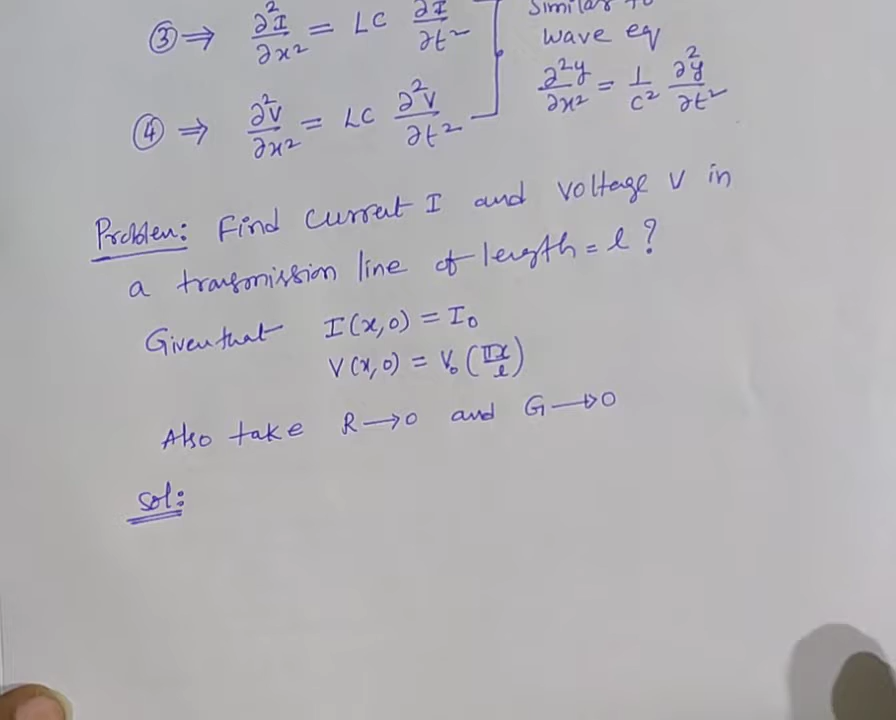 ③ ⇒ ∂²I/∂x² = LC ∂²I/∂t²
wave eq
④ ⇒ ∂²V/∂x² = LC ∂²V/∂t²
∂²y/∂x² = 1/c² ∂²y/∂t²
Problem: Find current I and voltage V in
a transmission line of length = l ?
Given that I(x,0) = I₀
V(x,0) = V₀ (πx/l)
Also take R → 0 and G → 0
Sol: